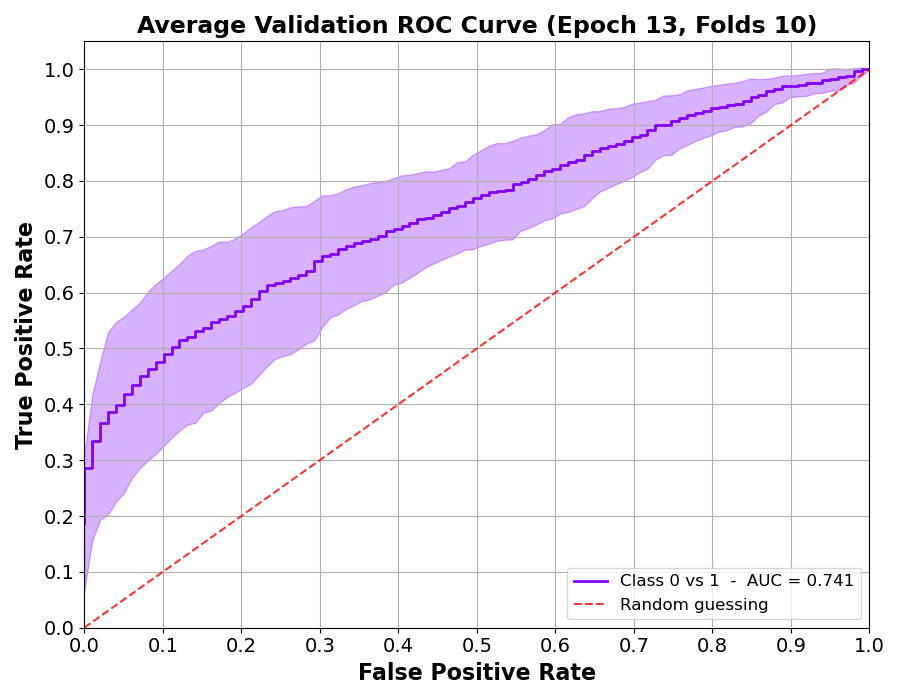 Average Validation ROC Curve (Epoch 13, Folds 10)
True Positive Rate
1.0
0.9
0.8
0.7
0.6
0.5
0.4
0.3
0.2
0.1
0.0
Class 0 vs 1 - AUC = 0.741
Random guessing
0.0 0.1 0.2 0.3 0.4 0.5 0.6 0.7 0.8 0.9 1.0
False Positive Rate